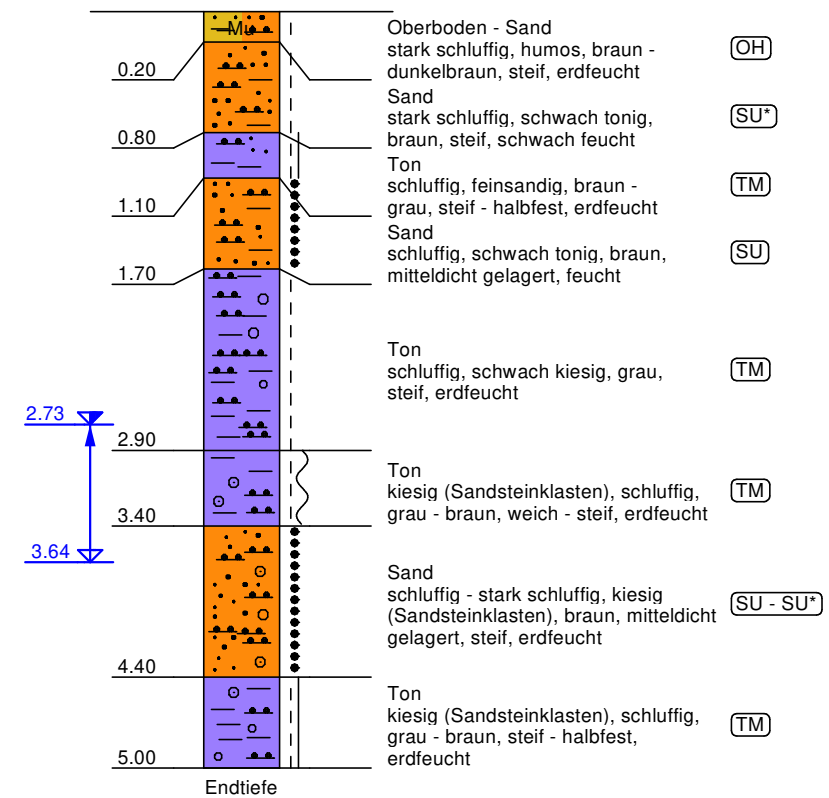 Mu
Oberboden - Sand
stark schluffig, humos, braun -
dunkelbraun, steif, erdfeucht
OH
0.20
Sand
stark schluffig, schwach tonig,
braun, steif, schwach feucht
SU*
0.80
Ton
schluffig, feinsandig, braun -
grau, steif - halbfest, erdfeucht
TM
1.10
Sand
schluffig, schwach tonig, braun,
mitteldicht gelagert, feucht
SU
1.70
Ton
schluffig, schwach kiesig, grau,
steif, erdfeucht
TM
2.73
2.90
Ton
kiesig (Sandsteinklasten), schluffig,
grau - braun, weich - steif, erdfeucht
TM
3.40
3.64
Sand
schluffig - stark schluffig, kiesig
(Sandsteinklasten), braun, mitteldicht
gelagert, steif, erdfeucht
SU - SU*
4.40
Ton
kiesig (Sandsteinklasten), schluffig,
grau - braun, steif - halbfest,
erdfeucht
TM
5.00
Endtiefe